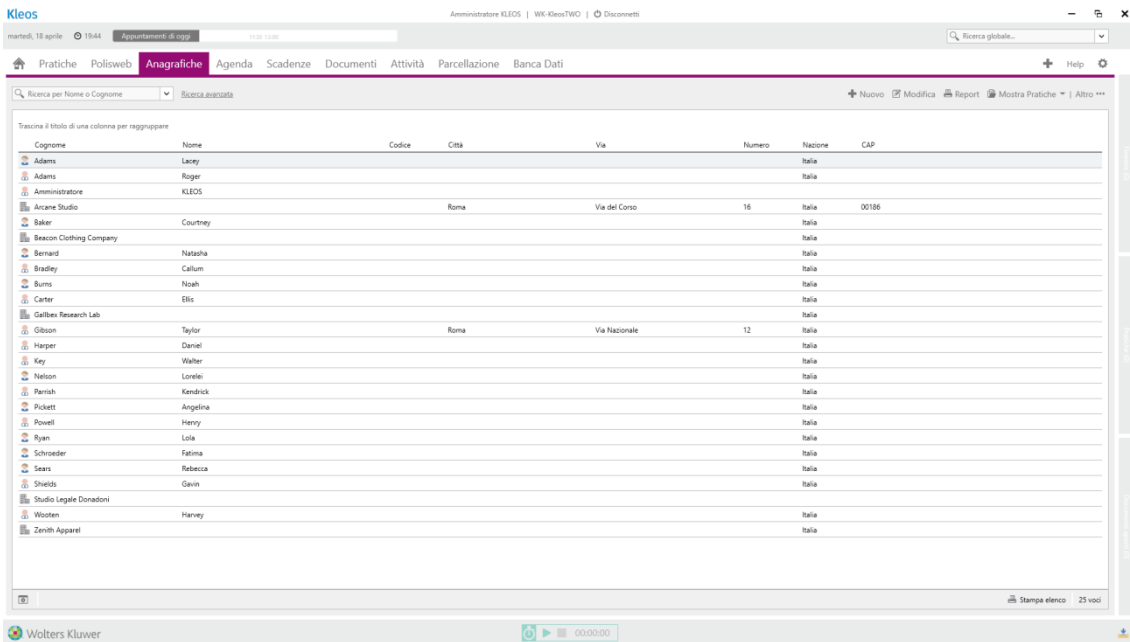 Kleos
Amministratore KLEOS | WK-KleosTWO | Disconnetti
martedì, 18 aprile 19:44 Appuntamenti di oggi Ricerca globale...
Pratiche Polisweb Anagrafiche Agenda Scadenze Documenti Attività Parcellazione Banca Dati Help
Ricerca per Nome o Cognome Ricerca avanzata Nuovo Modifica Report Mostra Pratiche | Altro
Trascina il titolo di una colonna per raggruppare
Cognome Nome Codice Città Via Numero Nazione CAP
Adams Lacey Italia
Adams Roger Italia
Amministratore KLEOS
Arcane Studio Roma Via del Corso 16 Italia 00186
Baker Courtney Italia
Beacon Clothing Company Italia
Bernard Natasha Italia
Bradley Callum Italia
Burns Noah Italia
Carter Ellis Italia
Gallbex Research Lab Italia
Gibson Taylor Roma Via Nazionale 12 Italia
Harper Daniel Italia
Key Walter Italia
Nelson Lorelei Italia
Parrish Kendrick Italia
Pickett Angelina Italia
Powell Henry Italia
Ryan Lola Italia
Schroeder Fatima Italia
Sears Rebecca Italia
Shields Gavin Italia
Studio Legale Donadoni
Wooten Harvey Italia
Zenith Apparel Italia
Stampa elenco 25 voci
Wolters Kluwer 00:00:00